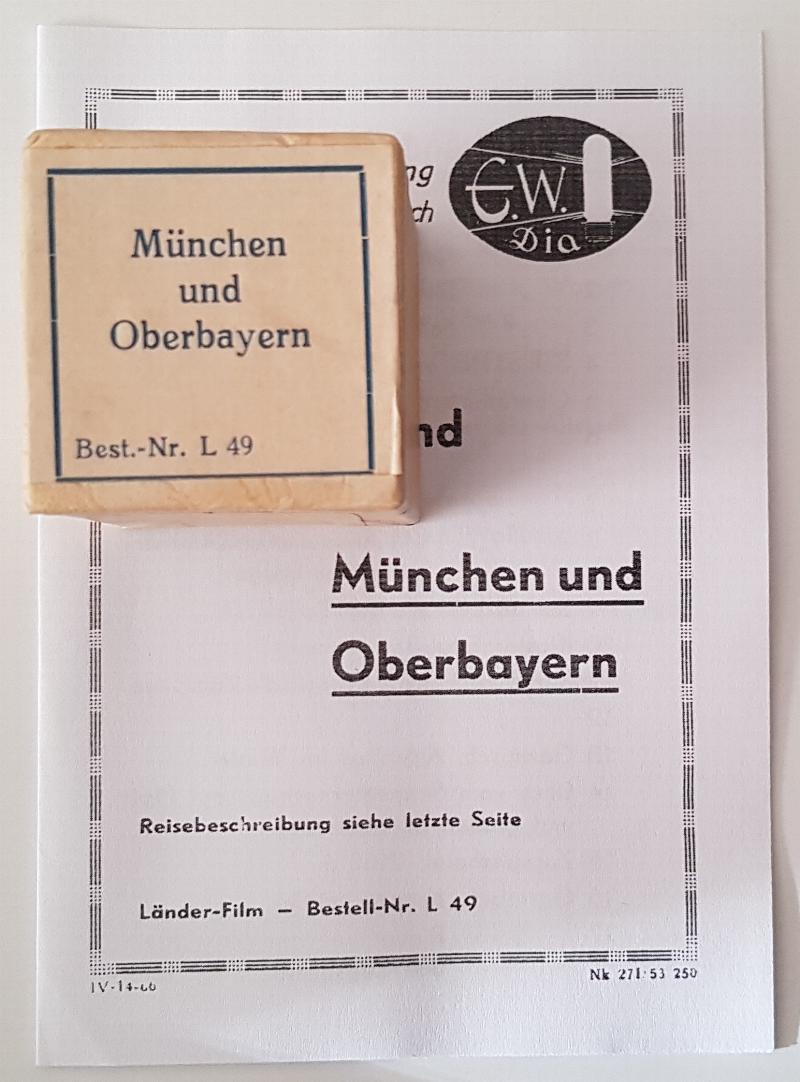 München
und
Oberbayern
Best.-Nr. L 49
E.W.
Dia
München und
Oberbayern
Reisebeschreibung siehe letzte Seite
Länder-Film — Bestell-Nr. L 49
Nk 271/53 250